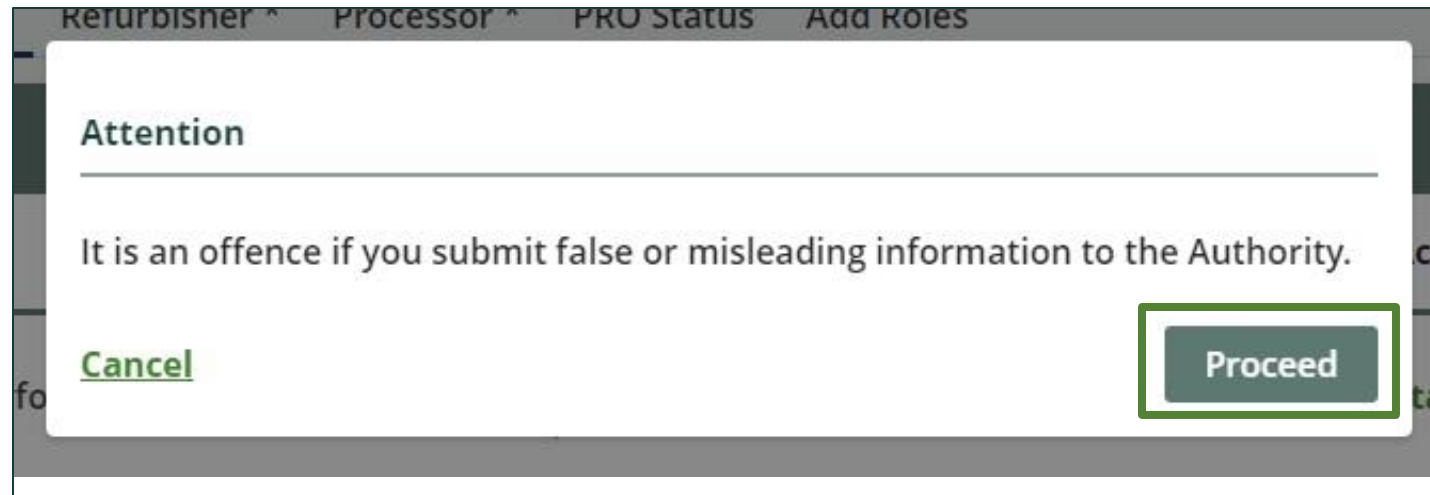 Refurbisher ^ Processor ^ PRO Status Add Roles
Attention
It is an offence if you submit false or misleading information to the Authority.
Cancel
Proceed